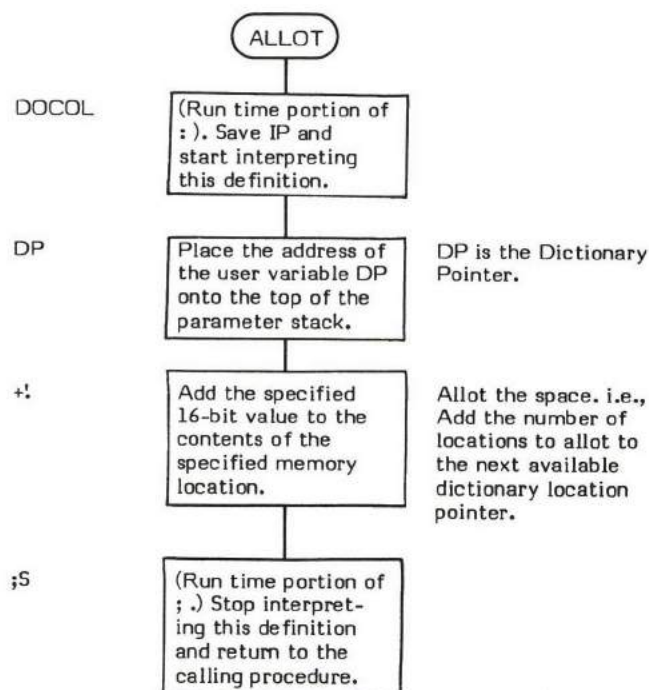 ALLOT
DOCOL
(Run time portion of
: ). Save IP and
start interpreting
this definition.
DP
Place the address of
the user variable DP
onto the top of the
parameter stack.
DP is the Dictionary
Pointer.
+!
Add the specified
16-bit value to the
contents of the
specified memory
location.
Allot the space. i.e.,
Add the number of
locations to allot to
the next available
dictionary location
pointer.
;S
(Run time portion of
; .) Stop interpret-
ing this definition
and return to the
calling procedure.